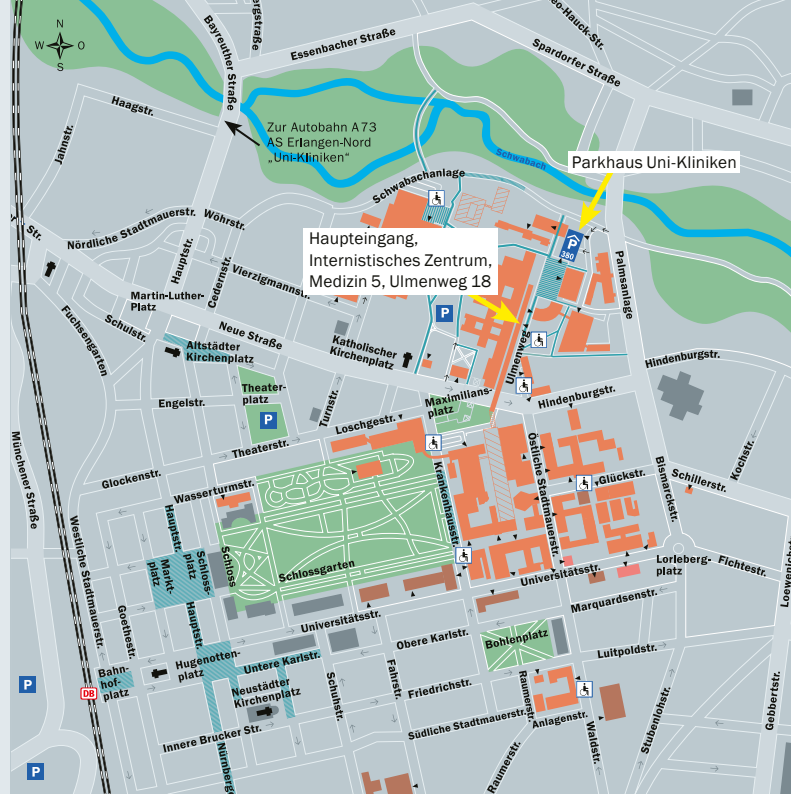 N
W O
S
Bayreuther Straße
Essenbacher Straße
Spardorfer Straße
Haagstr.
Jahnstr.
Zur Autobahn A73
AS Erlangen-Nord
„Uni-Kliniken“
Schwabach
Parkhaus Uni-Kliniken
Schwabachanlage
Haupteingang,
Internistisches Zentrum,
Medizin 5, Ulmenweg 18
P
380
Palmsanlage
Str.
Nördliche Stadtmauerstr.
Wöhrstr.
Hauptstr.
Cedernstr.
Vierzigmannstr.
Martin-Luther-
Platz
Fuchsengarten
Schulstr.
Neue Straße
P
Altstädter
Kirchenplatz
Katholischer
Kirchenplatz
Ulmenweg
Hindenburgstr.
Hindenburgstr.
Theater-
platz
P
Engelstr.
Turnstr.
Maximilians-
platz
Loschgestr.
Theaterstr.
Münchener Straße
Glockenstr.
Wasserturmstr.
Krankenhausstr.
Östliche Stadtmauerstr.
Glückstr.
Bismarckstr.
Schillerstr.
Kochstr.
Westliche Stadtmauerstr.
Hauptstr.
Schloss-
platz
Markt-
platz
Schloss
Schlossgarten
Universitätsstr.
Lorleberg-
platz
Fichtestr.
Goethestr.
Hauptstr.
Universitätsstr.
Marquardsenstr.
Obere Karlstr.
Bohlenplatz
Luitpoldstr.
Hugenotten-
platz
Untere Karlstr.
Bahn-
hof-
platz
DB
Neustädter
Kirchenplatz
Schuhstr.
Fahrstr.
Friedrichstr.
Raumerstr.
Anlagenstr.
Südliche Stadtmauerstr.
Waldstr.
Stubenlohstr.
Gebbertstr.
P
Innere Brucker Str.
Raumerstr.
P